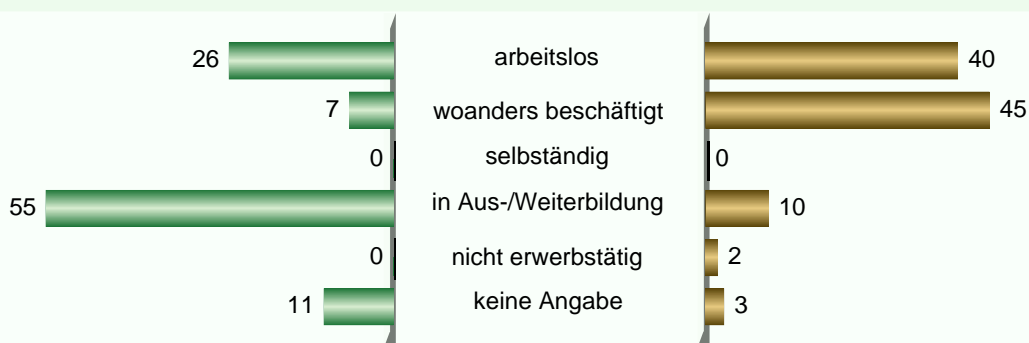 26 arbeitslos 40
7 woanders beschäftigt 45
0 selbständig 0
55 in Aus-/Weiterbildung 10
0 nicht erwerbstätig 2
11 keine Angabe 3